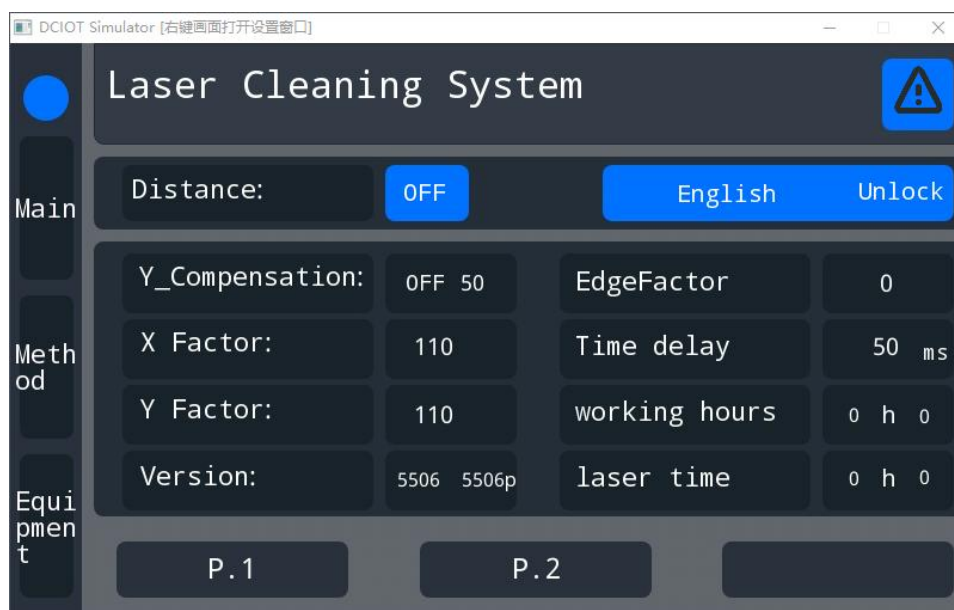 DCIOT Simulator [右键画面打开设置窗口]
Laser Cleaning System
Main
Distance: OFF English Unlock
Y_Compensation: OFF 50 EdgeFactor 0
Meth
od
X Factor: 110 Time delay 50 ms
Y Factor: 110 working hours 0 h 0
Equi
pmen
t
Version: 5506 5506p laser time 0 h 0
P.1 P.2